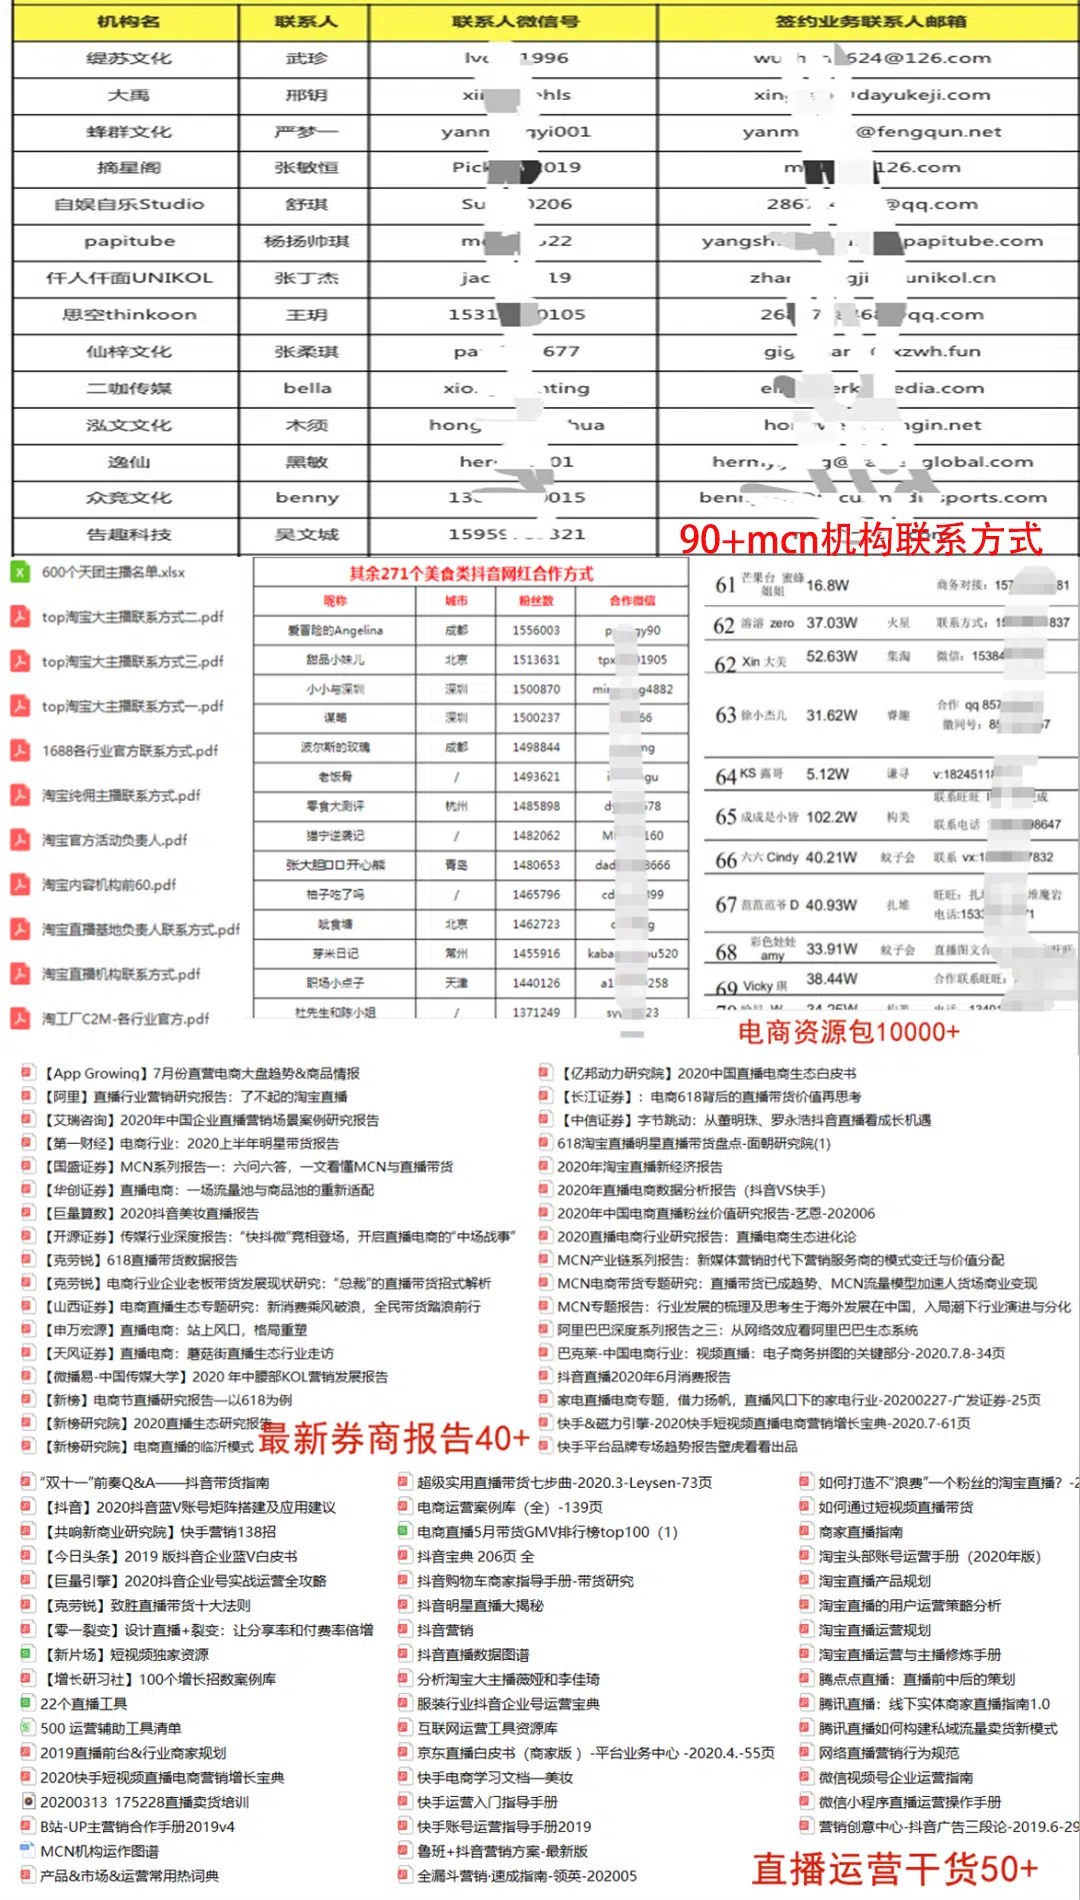 机构名 联系人 联系人微信号 签约业务联系人邮箱
缇苏文化 武珍 1996 624@126.com
大禹 邢钥 hls dayukeji.com
蜂群文化 严梦一 yann qyi001 yanm @fengqun.net
摘星阁 张敏恒 Pic 019 m 126.com
自娱自乐Studio 舒琪 Su 0206 286 @qq.com
papitube 杨扬帅琪 m 22 yangsh papitube.com
仟人仟面UNIKOL 张丁杰 jac 19 zhan unikol.cn
思空thinkoon 王玥 1531 0105 26 qq.com
仙梓文化 张柔琪 pa 677 gig xzwh.fun
二咖传媒 bella xio nting edia.com
泓文文化 木须 hong hua ho ngin.net
逸仙 黑敏 her 01 global.com
众竞文化 benny 13 0015 ben sports.com
告趣科技 吴文城 1595 321
90+mcn机构联系方式
600个天团主播名单.xlsx
top淘宝大主播联系方式二.pdf
top淘宝大主播联系方式三.pdf
top淘宝大主播联系方式一.pdf
1688各行业官方联系方式.pdf
淘宝纯佣主播联系方式.pdf
淘宝官方活动负责人.pdf
淘宝内容机构前60.pdf
淘宝直播基地负责人联系方式.pdf
淘宝直播机构联系方式.pdf
淘工厂C2M-各行业官方.pdf
其余271个美食类抖音网红合作方式
昵称 城市 粉丝数 合作微信
爱冒险的Angelina 成都 1556003 p gy90
甜品小妹儿 北京 1513631 tpx 01905
小小与深圳 深圳 1500870 mi g4882
谋略 深圳 1500237 66
波尔斯的玫瑰 成都 1498844 ng
老饭骨 / 1493621 gu
零食大测评 杭州 1485898 dy 578
猫宁逆袭记 / 1482062 M 160
张大胆口口开心熊 青岛 1480653 dad 8666
柚子吃了吗 / 1465796 cd 899
吡食塘 北京 1462723 g
芽米日记 常州 1455916 kaba ou520
职场小点子 天津 1440126 a1 0258
杜先生和陈小姐 / 1371249 sy 23
61 芒果台 蜜蜂姐姐 16.8W 商务对接：15 81
62 溶溶 zero 37.03W 火星 联系方式：1 837
62 Xin 大美 52.63W 集淘 微信：15384
63 徐小杰儿 31.62W 睿趣 合作 qq 857
微同号：8 7
64 KS 露哥 5.12W 谦寻 v:1824511
65 成成是小皆 102.2W 构美 联系旺旺 成
联系电话 98647
66 六六 Cindy 40.21W 蚊子会 联系 vx:1 7832
67 范范范爷 D 40.93W 扎堆 旺旺：扎 堆魔岩
电话:153 71
68 彩色娃娃 amy 33.91W 蚊子会 直播图文合 旺旺
69 Vicky 琪 38.44W 合作联系旺旺：
电商资源包10000+
【App Growing】7月份直营电商大盘趋势&商品情报
【阿里】直播行业营销研究报告：了不起的淘宝直播
【艾瑞咨询】2020年中国企业直播营销场景案例研究报告
【第一财经】电商行业：2020上半年明星带货报告
【国盛证券】MCN系列报告一：六问六答，一文看懂MCN与直播带货
【华创证券】直播电商：一场流量池与商品池的重新适配
【巨量算数】2020抖音美妆直播报告
【开源证券】传媒行业深度报告：“快抖微”竞相登场，开启直播电商的“中场战事”
【克劳锐】618直播带货数据报告
【克劳锐】电商行业企业老板带货发展现状研究：“总裁”的直播带货招式解析
【山西证券】电商直播生态专题研究：新消费乘风破浪，全民带货踏浪前行
【申万宏源】直播电商：站上风口，格局重塑
【天风证券】直播电商：蘑菇街直播生态行业走访
【微播易-中国传媒大学】2020 年中腰部KOL营销发展报告
【新榜】电商节直播研究报告—以618为例
【新榜研究院】2020直播生态研究报告
【新榜研究院】电商直播的临沂模式
【亿邦动力研究院】2020中国直播电商生态白皮书
【长江证券】：电商618背后的直播带货价值再思考
【中信证券】字节跳动：从董明珠、罗永浩抖音直播看成长机遇
618淘宝直播明星直播带货盘点-面朝研究院(1)
2020年淘宝直播新经济报告
2020年直播电商数据分析报告（抖音VS快手）
2020年中国电商直播粉丝价值研究报告-艺恩-202006
2020直播电商行业研究报告：直播电商生态进化论
MCN产业链系列报告：新媒体营销时代下营销服务商的模式变迁与价值分配
MCN电商带货专题研究：直播带货已成趋势、MCN流量模型加速人货场商业变现
MCN专题报告：行业发展的梳理及思考生于海外发展在中国，入局潮下行业演进与分化
阿里巴巴深度系列报告之三：从网络效应看阿里巴巴生态系统
巴克莱-中国电商行业：视频直播：电子商务拼图的关键部分-2020.7.8-34页
抖音直播2020年6月消费报告
家电直播电商专题，借力扬帆，直播风口下的家电行业-20200227-广发证券-25页
快手&磁力引擎-2020快手短视频直播电商营销增长宝典-2020.7-61页
快手平台品牌专场趋势报告壁虎看看出品
最新券商报告40+
“双十一”前奏Q&A——抖音带货指南
【抖音】2020抖音蓝V账号矩阵搭建及应用建议
【共响新商业研究院】快手营销138招
【今日头条】2019 版抖音企业蓝V白皮书
【巨量引擎】2020抖音企业号实战运营全攻略
【克劳锐】致胜直播带货十大法则
【零一裂变】设计直播+裂变：让分享率和付费率倍增
【新片场】短视频独家资源
【增长研习社】100个增长招数案例库
22个直播工具
500 运营辅助工具清单
2019直播前台&行业商家规划
2020快手短视频直播电商营销增长宝典
20200313 175228直播卖货培训
B站-UP主营销合作手册2019v4
MCN机构运作图谱
产品&市场&运营常用热词典
超级实用直播带货七步曲-2020.3-Leysen-73页
电商运营案例库（全）-139页
电商直播5月带货GMV排行榜top100（1）
抖音宝典 206页 全
抖音购物车商家指导手册-带货研究
抖音明星直播大揭秘
抖音营销
抖音直播数据图谱
分析淘宝大主播薇娅和李佳琦
服装行业抖音企业号运营宝典
互联网运营工具资源库
京东直播白皮书（商家版 ）-平台业务中心 -2020.4.-55页
快手电商学习文档—美妆
快手运营入门指导手册
快手账号运营指导手册2019
鲁班+抖音营销方案-最新版
全漏斗营销·速成指南-领英-202005
如何打造不“浪费”一个粉丝的淘宝直播？-2
如何通过短视频直播带货
商家直播指南
淘宝头部账号运营手册（2020年版）
淘宝直播产品规划
淘宝直播的用户运营策略分析
淘宝直播运营规划
淘宝直播运营与主播修炼手册
腾点点直播：直播前中后的策划
腾讯直播：线下实体商家直播指南1.0
腾讯直播如何构建私域流量卖货新模式
网络直播营销行为规范
微信视频号企业运营指南
微信小程序直播运营操作手册
营销创意中心-抖音广告三段论-2019.6-29
直播运营干货50+